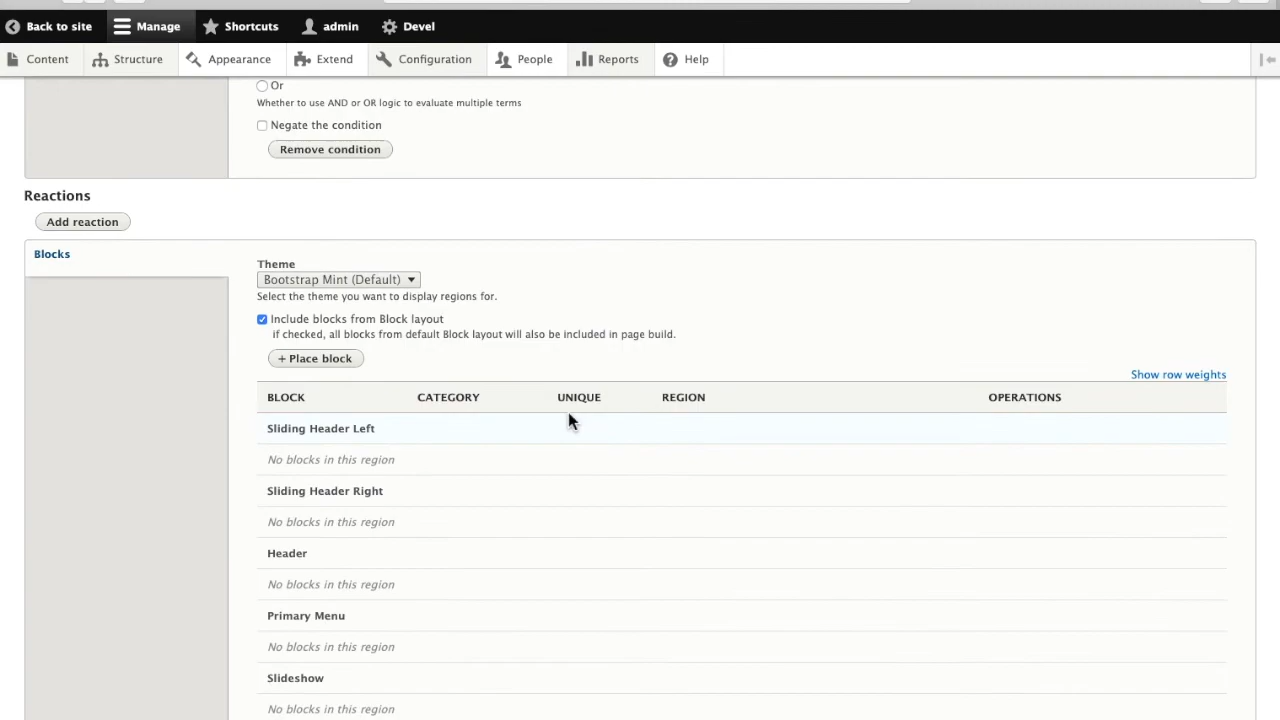 Back to site Manage Shortcuts admin Devel
Content Structure Appearance Extend Configuration People Reports Help
Or
Whether to use AND or OR logic to evaluate multiple terms
Negate the condition
Remove condition
Reactions
Add reaction
Blocks
Theme
Bootstrap Mint (Default)
Select the theme you want to display regions for.
Include blocks from Block layout
if checked, all blocks from default Block layout will also be included in page build.
+ Place block
Show row weights
BLOCK CATEGORY UNIQUE REGION OPERATIONS
Sliding Header Left
No blocks in this region
Sliding Header Right
No blocks in this region
Header
No blocks in this region
Primary Menu
No blocks in this region
Slideshow
No blocks in this region